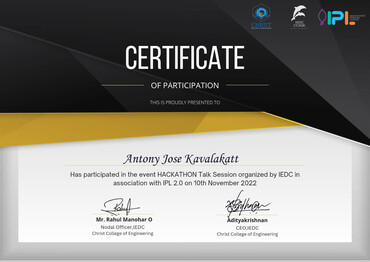 IPL
CERTIFICATE
OF PARTICIPATION
THIS IS PROUDLY PRESENTED TO
Antony Jose Kavalakatt
Has participated in the event HACKATHON Talk Session organized by IEDC in
association with IPL 2.0 on 10th November 2022
Mr. Rahul Manohar O
Adityakrishnan
Nodal Officer,IEDC
CEO,IEDC
Christ College of Engineering
Christ College of Engineering